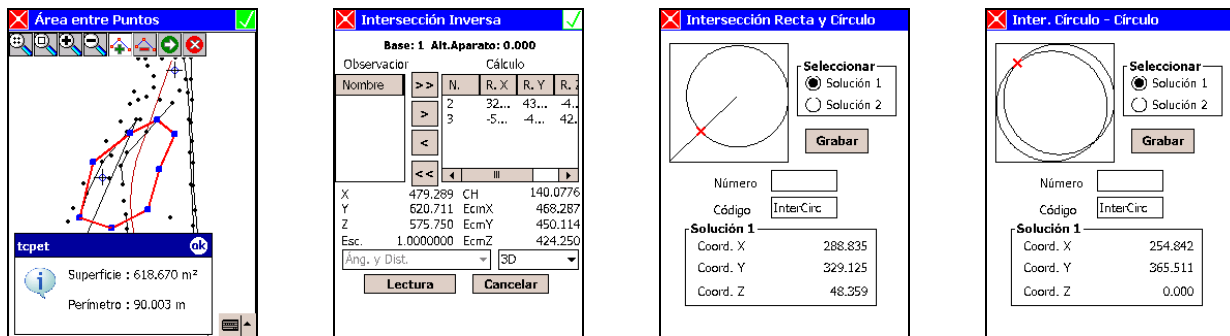 Área entre Puntos
tcpet
ok
Superficie : 618.670 m²
Perímetro : 90.003 m
Intersección Inversa
Base: 1 Alt.Aparato: 0.000
Observacior Cálculo
Nombre >> N. R. X R. Y R. Z
2 32... 43... -4...
> 3 -5... -4... 42.
<
<<
X 479.289 CH 140.0776
Y 620.711 EcmX 468.287
Z 575.750 EcmY 450.114
Esc. 1.0000000 EcmZ 424.250
Áng. y Dist. 3D
Lectura Cancelar
Intersección Recta y Círculo
Seleccionar
Solución 1
Solución 2
Grabar
Número
Código InterCirc
Solución 1
Coord. X 288.835
Coord. Y 329.125
Coord. Z 48.359
Inter. Círculo - Círculo
Seleccionar
Solución 1
Solución 2
Grabar
Número
Código InterCirc
Solución 1
Coord. X 254.842
Coord. Y 365.511
Coord. Z 0.000